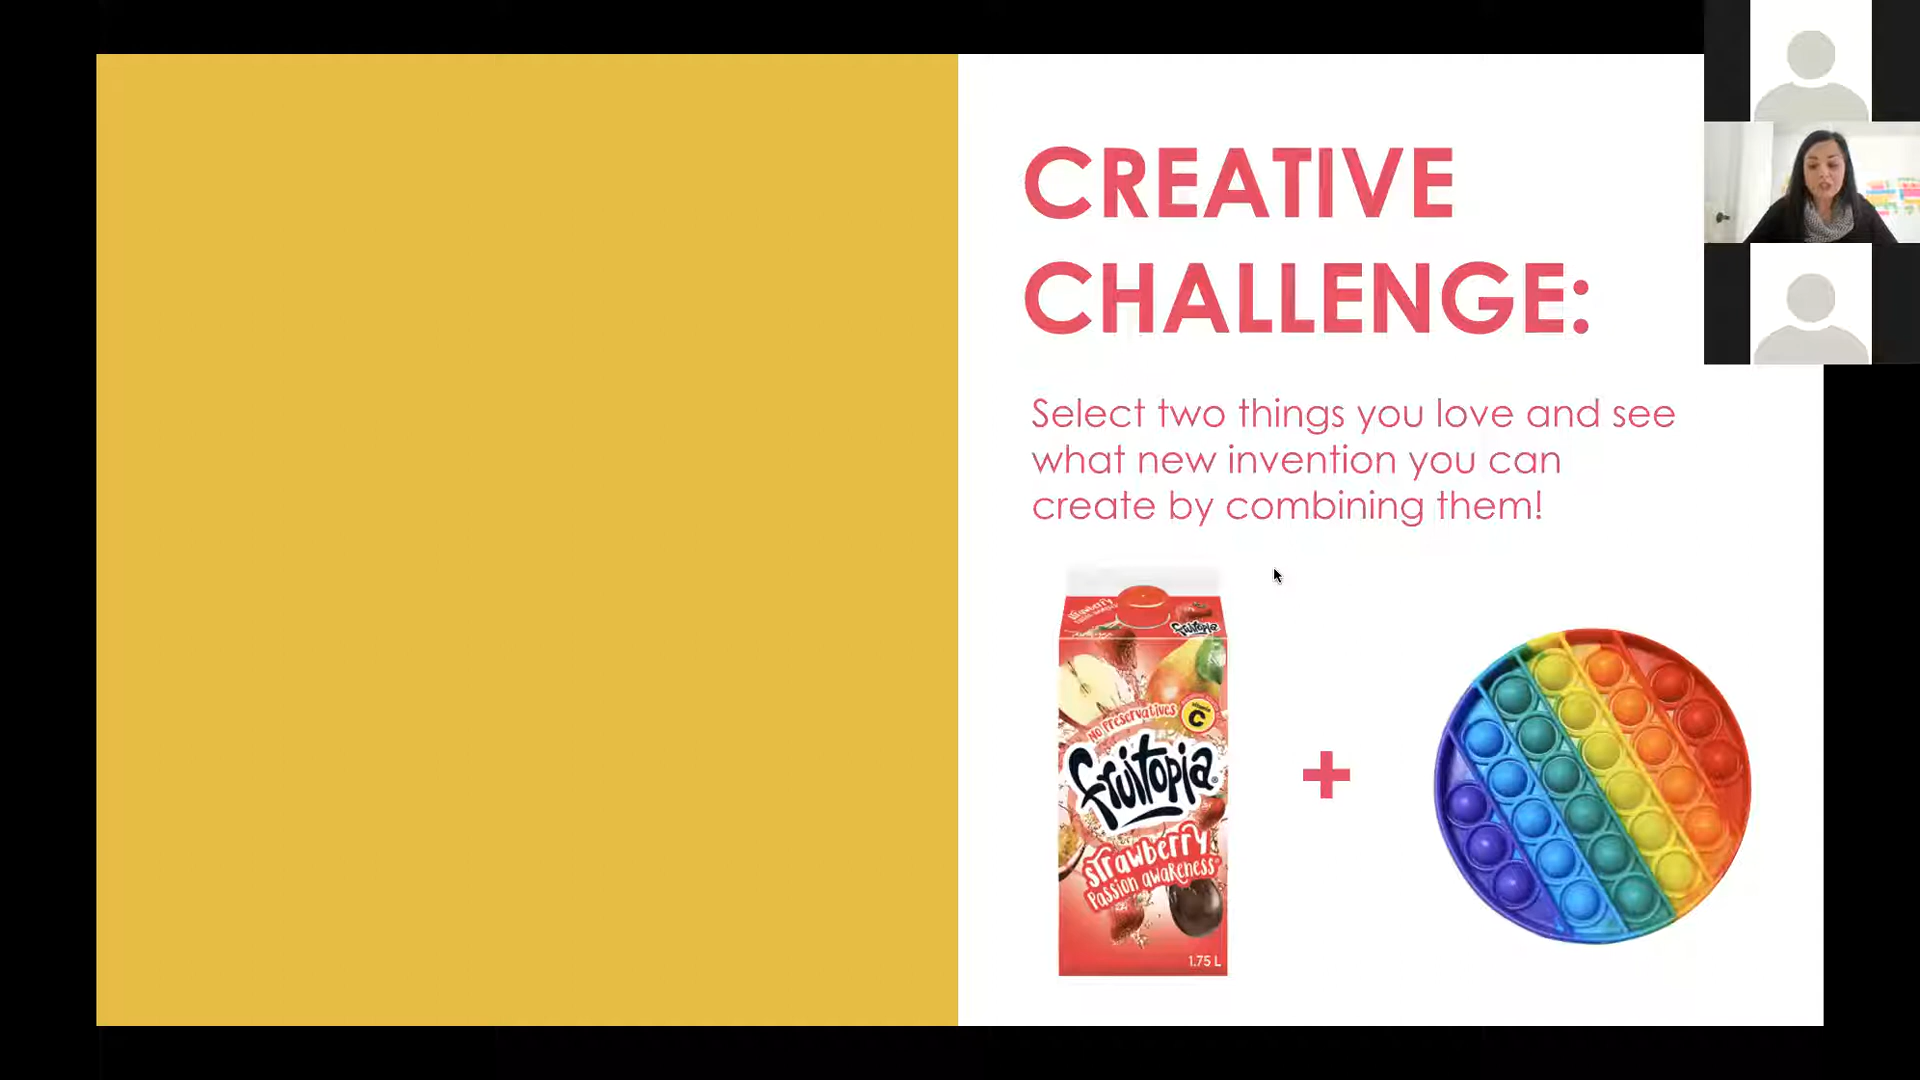 CREATIVE
CHALLENGE:
Select two things you love and see
what new invention you can
create by combining them!
fruitopia
No Preservatives
C
fruitopia
strawberry
Passion awareness
1.75 L
+